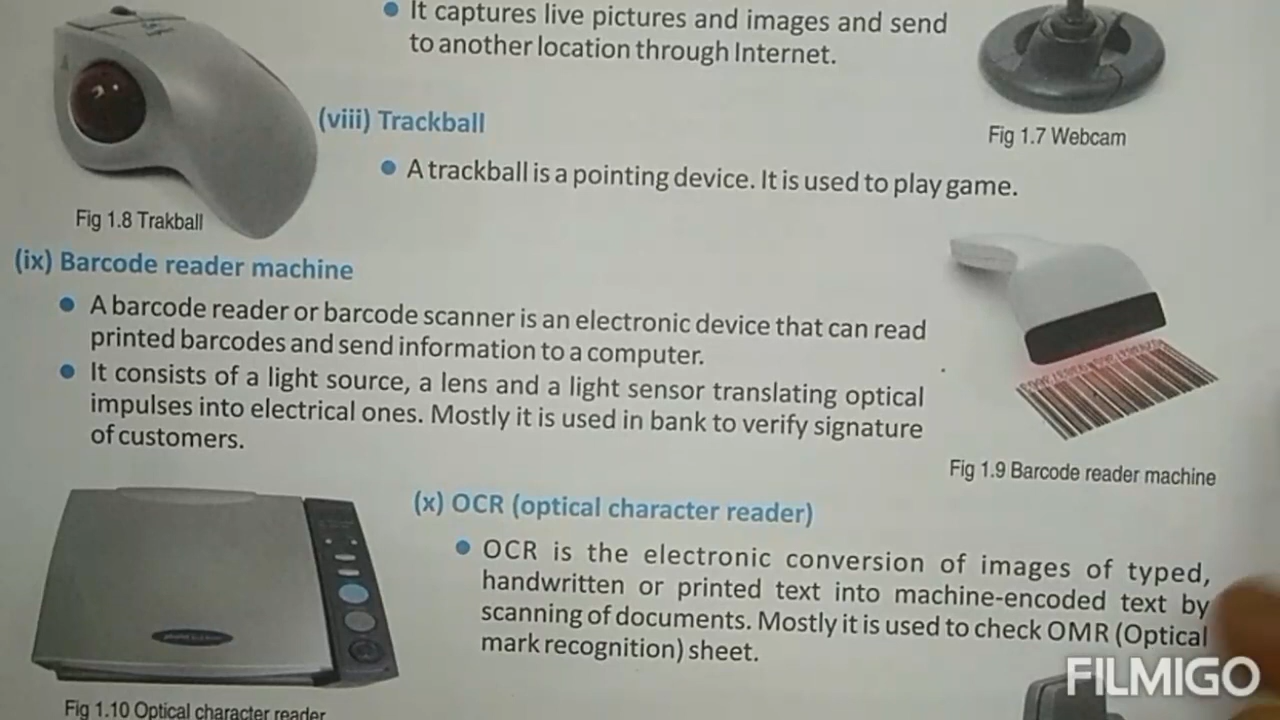 It captures live pictures and images and send
to another location through Internet.
Fig 1.7 Webcam
(viii) Trackball
A trackball is a pointing device. It is used to play game.
Fig 1.8 Trakball
(ix) Barcode reader machine
A barcode reader or barcode scanner is an electronic device that can read
printed barcodes and send information to a computer.
It consists of a light source, a lens and a light sensor translating optical
impulses into electrical ones. Mostly it is used in bank to verify signature
of customers.
Fig 1.9 Barcode reader machine
(x) OCR (optical character reader)
OCR is the electronic conversion of images of typed,
handwritten or printed text into machine-encoded text by
scanning of documents. Mostly it is used to check OMR (Optical
mark recognition) sheet.
Fig 1.10 Optical character reader
FILMIGO